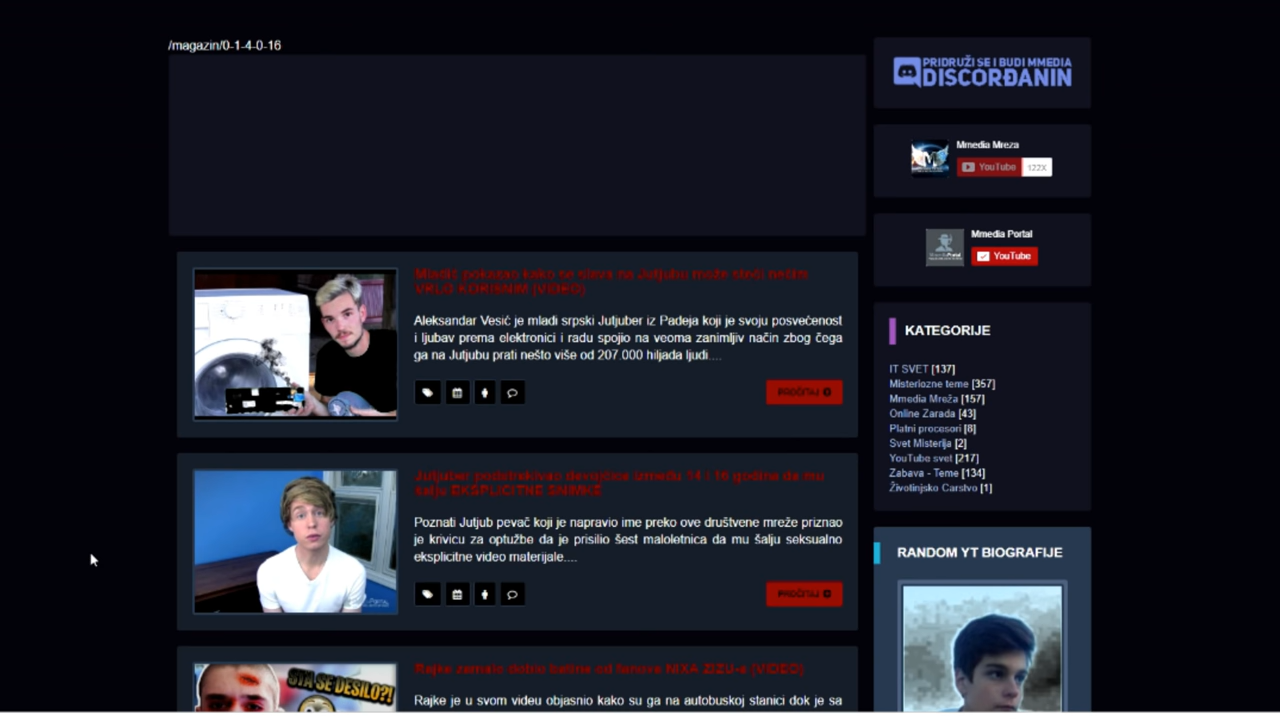 /magazin/0-1-4-0-16
PRIDRUŽI SE I BUDI MMEDIA
DISCORĐANIN
Mmedia Mreza
YouTube 122X
Mmedia Portal
YouTube
KATEGORIJE
IT SVET [137]
Misteriozne teme [357]
Mmedia Mreža [157]
Online Zarada [43]
Platni procesori [8]
Svet Misterija [2]
YouTube svet [217]
Zabava - Teme [134]
Životinjsko Carstvo [1]
RANDOM YT BIOGRAFIJE
Mladić pokazao kako se slava na Jutjubu može steći nečim
VRLO KORISNIM (VIDEO)
Aleksandar Vesić je mladi srpski Jutjuber iz Padeja koji je svoju posvećenost
i ljubav prema elektronici i radu spojio na veoma zanimljiv način zbog čega
ga na Jutjubu prati nešto više od 207.000 hiljada ljudi....
PROČITAJ
Jutjuber podstrekivao devojčice između 14 i 16 godina da mu
šalju EKSPLICITNE SNIMKE
Poznati Jutjub pevač koji je napravio ime preko ove društvene mreže priznao
je krivicu za optužbe da je prisilio šest maloletnica da mu šalju seksualno
eksplicitne video materijale....
PROČITAJ
ŠTA SE DESILO?!
Rajke zamalo dobio batine od fanova NIXA ZIZU-a (VIDEO)
Rajke je u svom videu objasnio kako su ga na autobuskoj stanici dok je sa